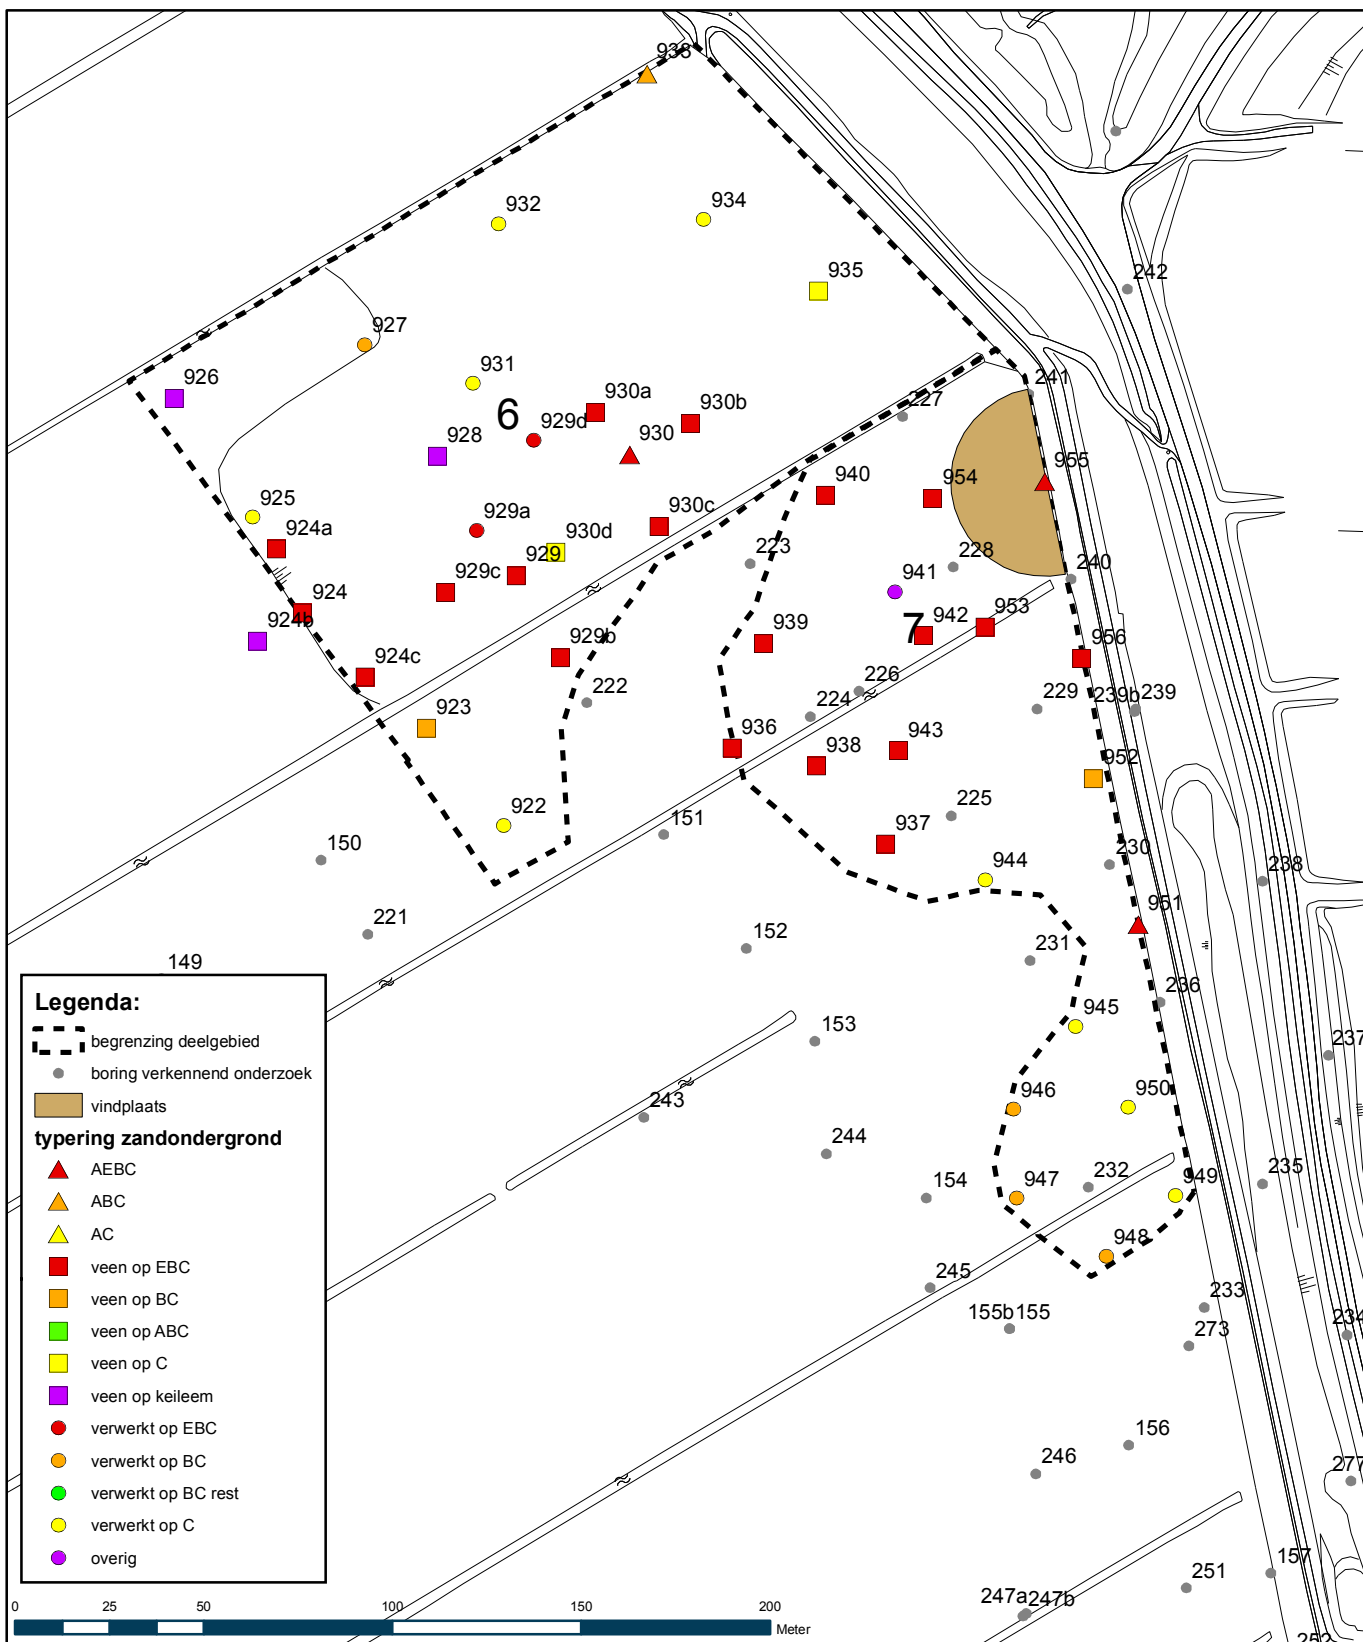 938
932
934
935
242
927
926
931
241
930a
227
930b
6
929d
930
928
955
940
954
925
930c
929a
924a
930d
223
228
929
240
929c
941
924
942
953
924b
7
939
929b
956
924c
226
222
229
239b
239
224
923
936
943
938
952
922
225
151
937
150
230
944
238
951
221
152
231
149
236
945
153
237
946
950
243
244
235
947
232
154
949
948
245
233
155b
155
234
273
156
246
277
157
251
247a
247b
252
Legenda:
begrenzing deelgebied
boring verkennend onderzoek
vindplaats
typering zandondergrond
AEBC
ABC
AC
veen op EBC
veen op BC
veen op ABC
veen op C
veen op keileem
verwerkt op EBC
verwerkt op BC
verwerkt op BC rest
verwerkt op C
overig
0 25 50 100 150 200
Meter